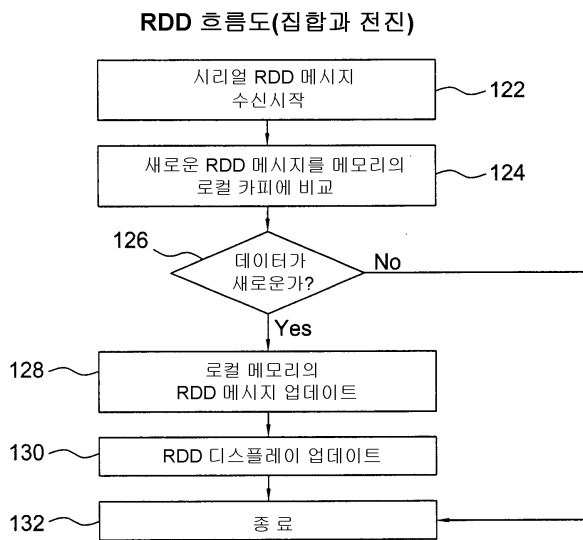 RDD 흐름도(집합과 전진)
시리얼 RDD 메시지
수신시작
122
새로운 RDD 메시지를 메모리의
로컬 카피에 비교
124
126
데이터가
새로운가?
No
Yes
128
로컬 메모리의
RDD 메시지 업데이트
130
RDD 디스플레이 업데이트
132
종료